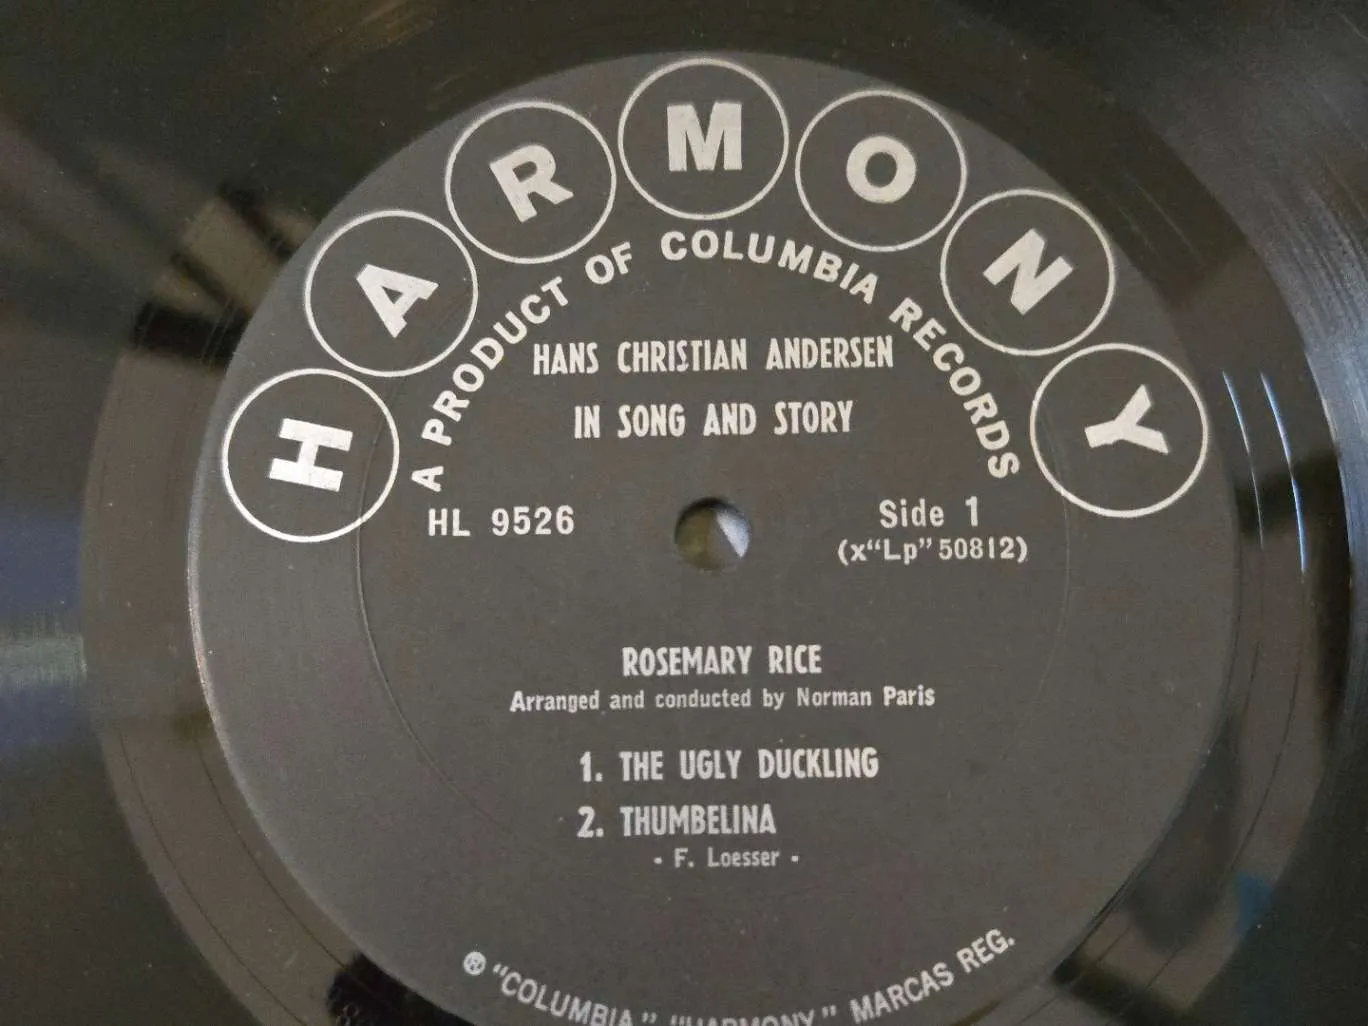 HARMONY
A PRODUCT OF COLUMBIA RECORDS
HANS CHRISTIAN ANDERSEN
IN SONG AND STORY
HL 9526
Side 1
(x“Lp” 50812)
ROSEMARY RICE
Arranged and conducted by Norman Paris
1. THE UGLY DUCKLING
2. THUMBELINA
- F. Loesser -
® "COLUMBIA," "HARMONY," MARCAS REG.